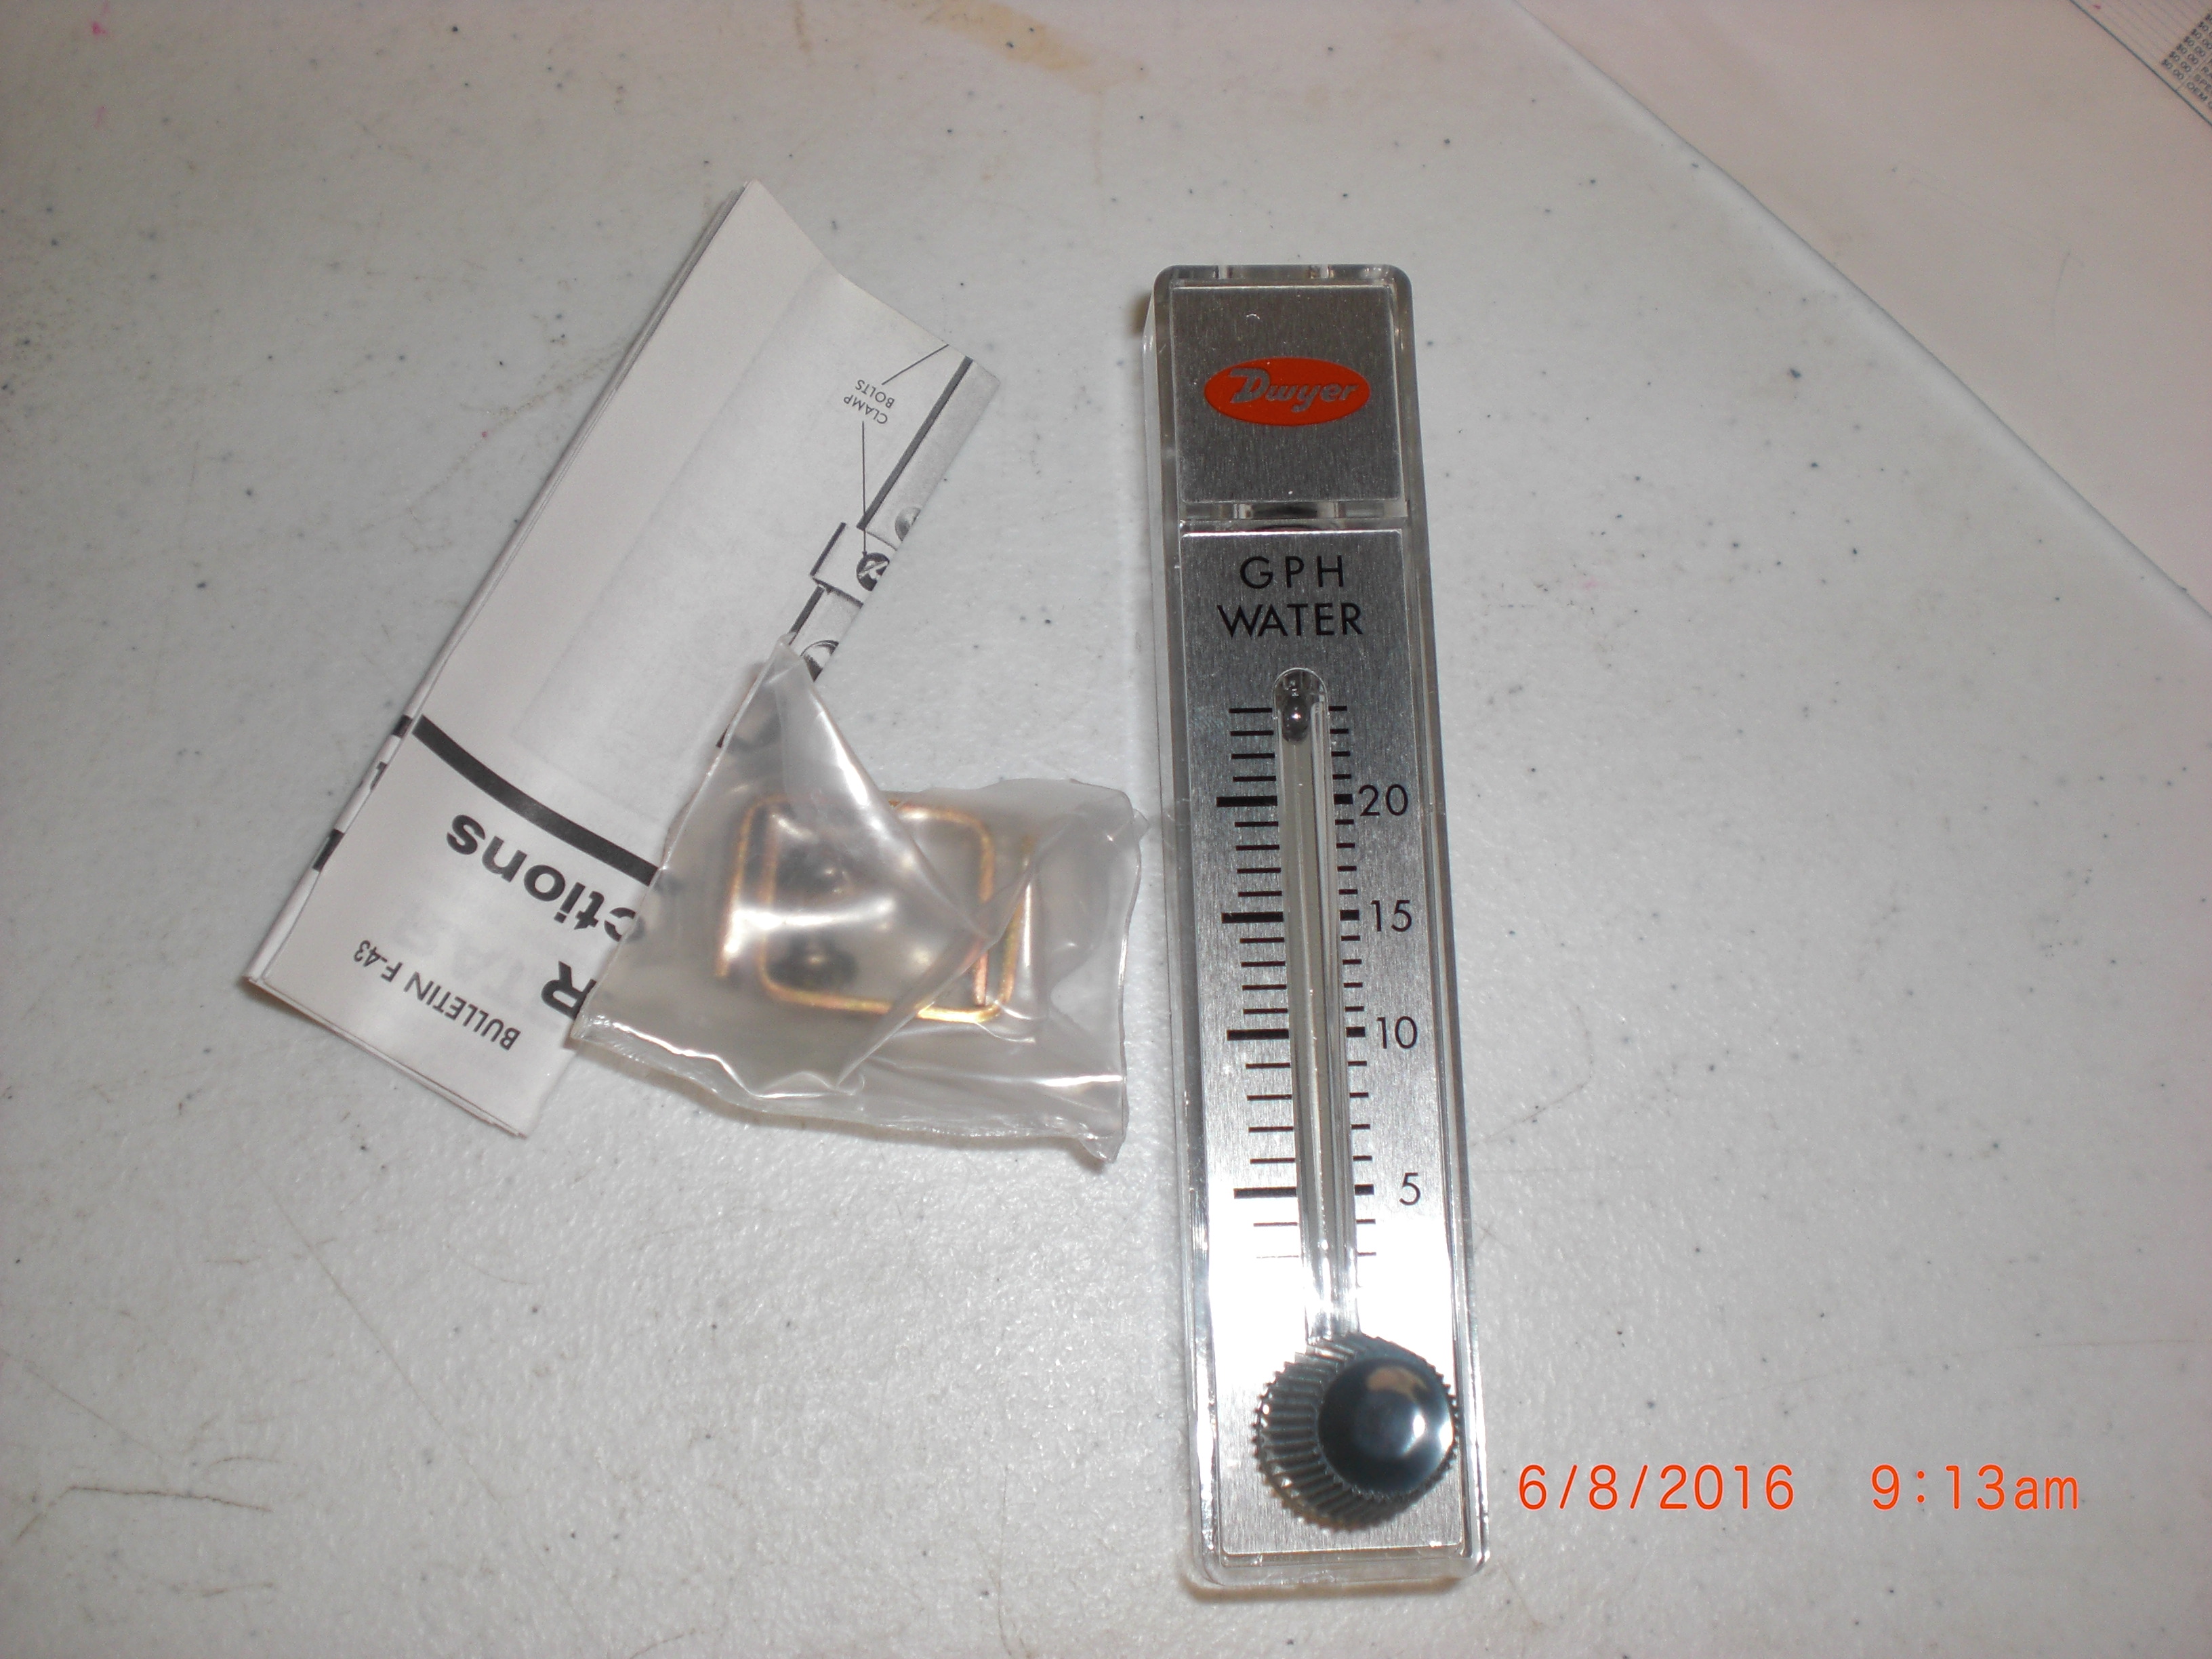 Dwyer
GPH
WATER
20
15
10
5
CLAMP
BOLTS
ctions
R
BULLETIN F-43
6/8/2016 9:13am